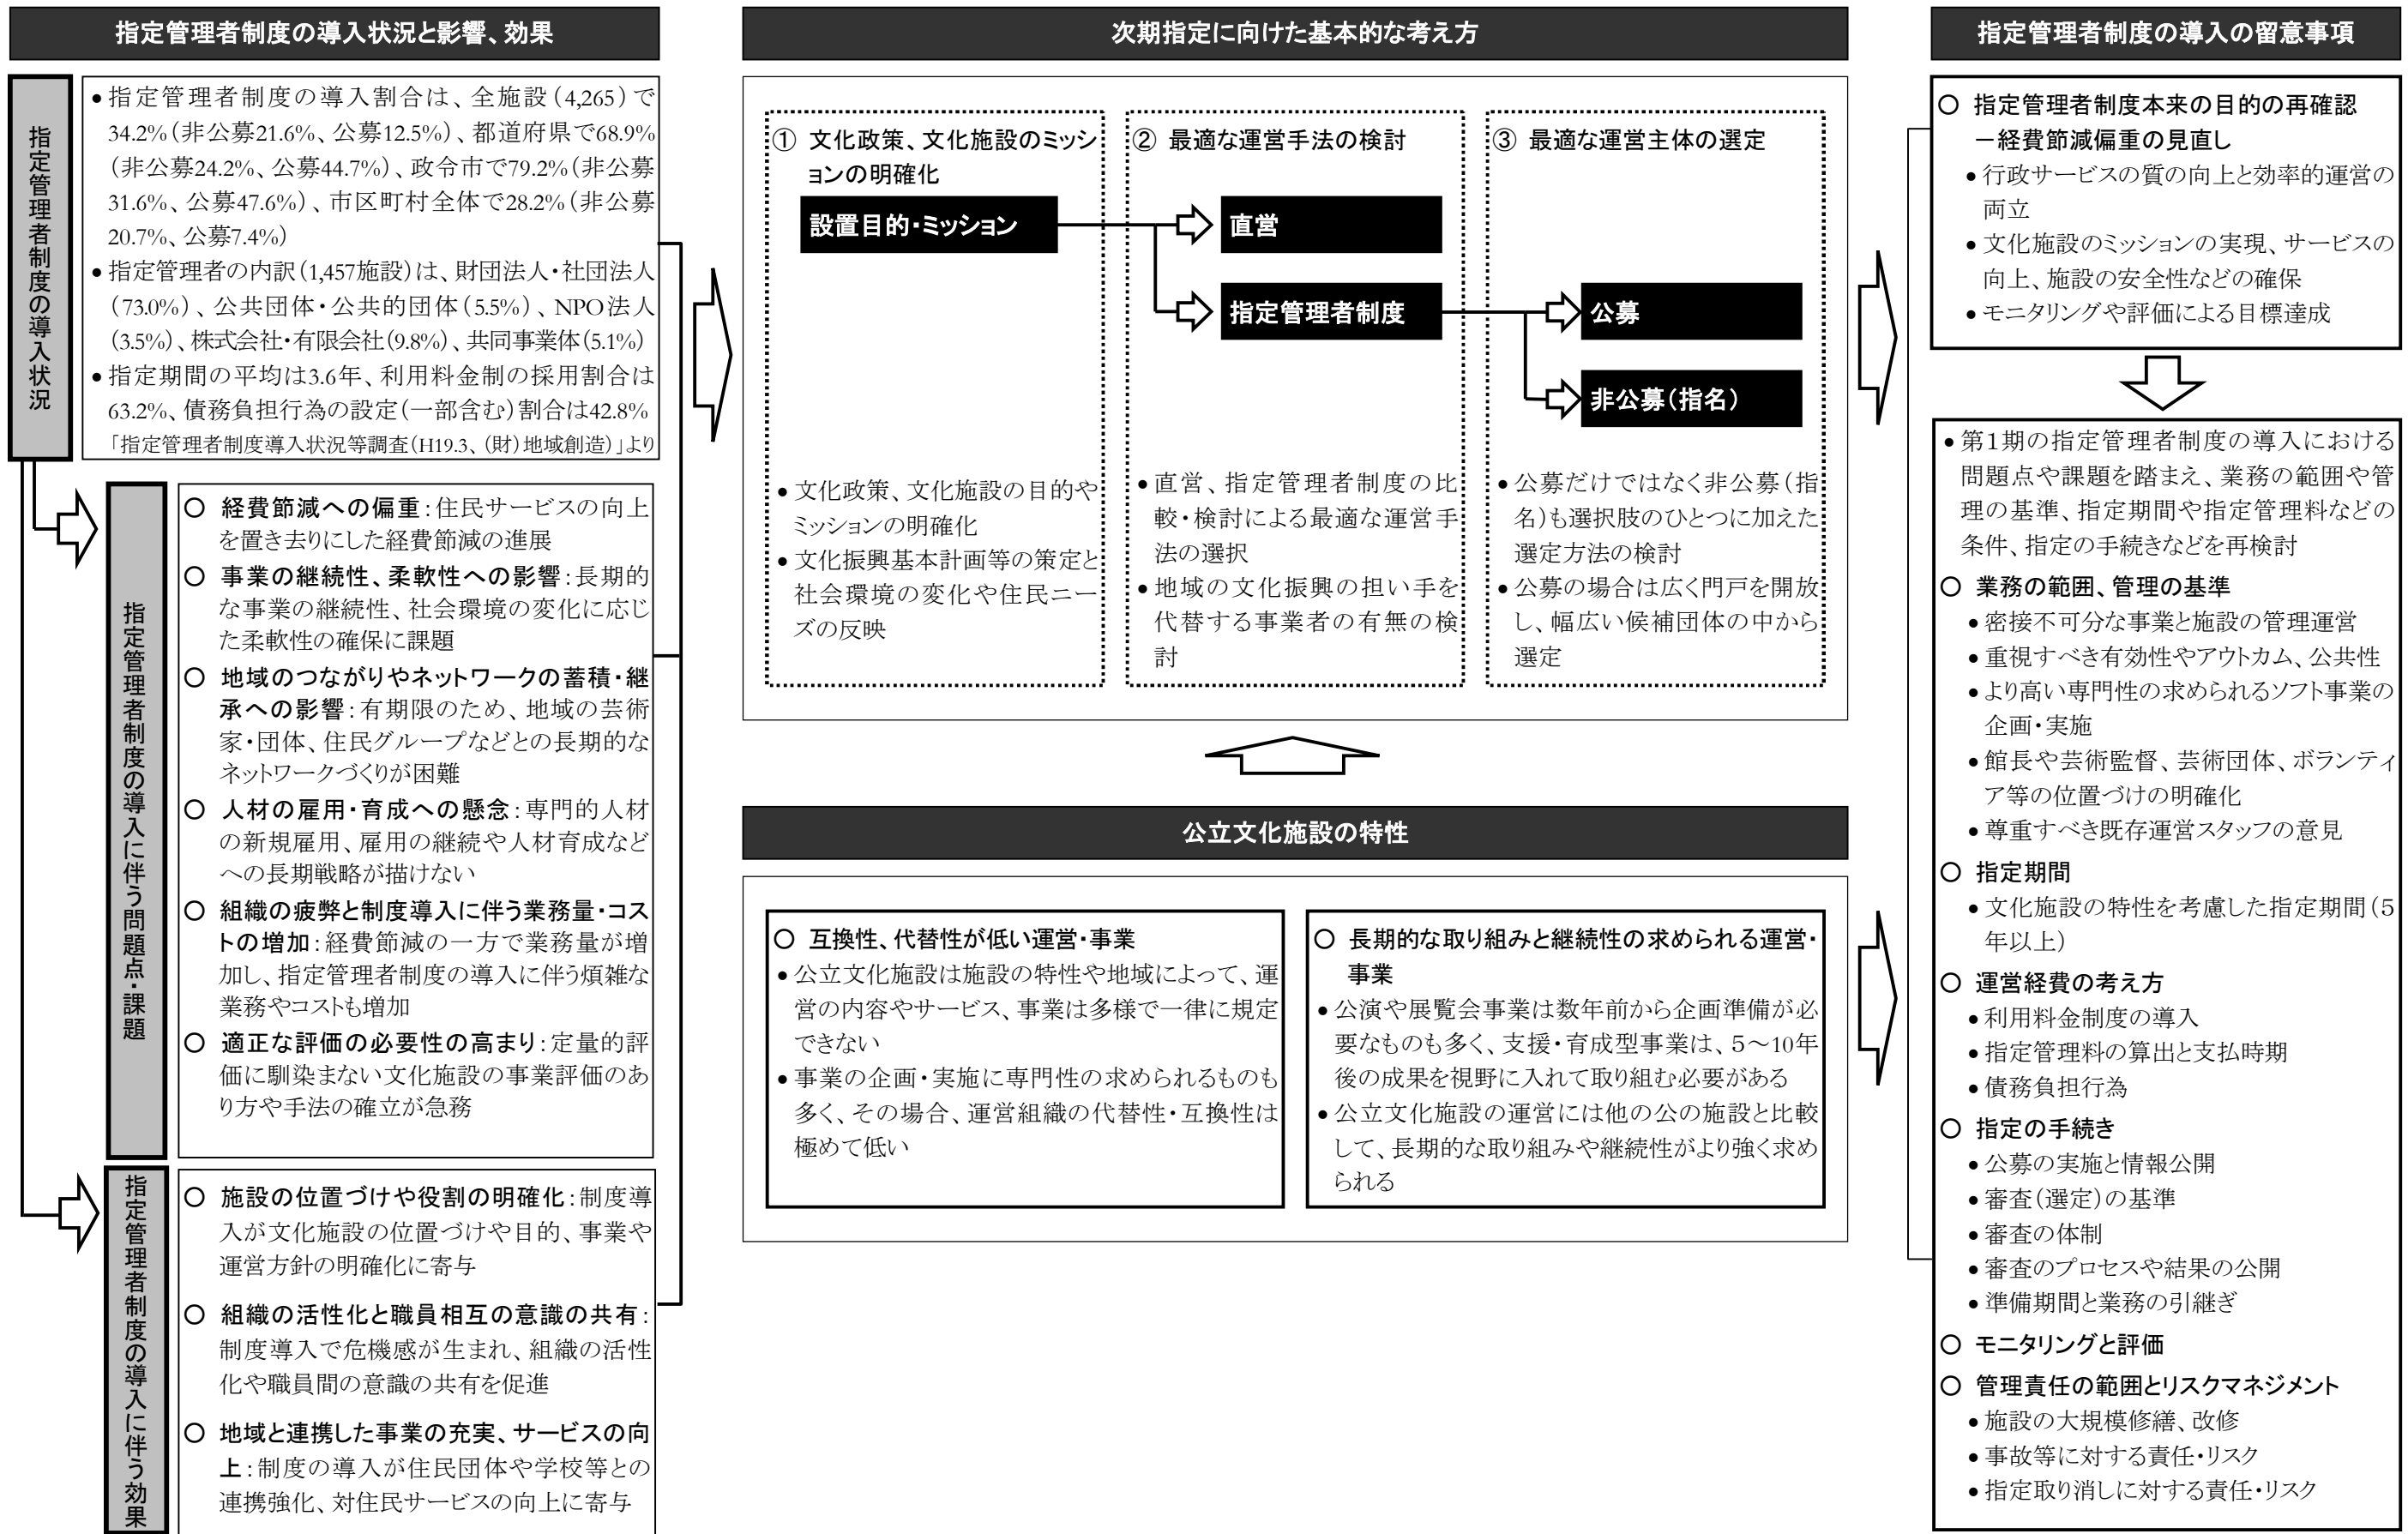 指定管理者制度の導入状況と影響、効果
指定管理者制度の導入状況
•指定管理者制度の導入割合は、全施設(4,265)で
34.2%(非公募21.6%、公募12.5%)、都道府県で68.9%
(非公募24.2%、公募44.7%)、政令市で79.2%(非公募
31.6%、公募47.6%)、市区町村全体で28.2%(非公募
20.7%、公募7.4%)
•指定管理者の内訳(1,457施設)は、財団法人・社団法人
(73.0%)、公共団体・公共的団体(5.5%)、NPO法人
(3.5%)、株式会社・有限会社(9.8%)、共同事業体(5.1%)
•指定期間の平均は3.6年、利用料金制の採用割合は
63.2%、債務負担行為の設定(一部含む)割合は42.8%
「指定管理者制度導入状況等調査(H19.3、(財)地域創造)」より
指定管理者制度の導入に伴う問題点・課題
○ 経費節減への偏重:住民サービスの向上
を置き去りにした経費節減の進展
○ 事業の継続性、柔軟性への影響:長期的
な事業の継続性、社会環境の変化に応じ
た柔軟性の確保に課題
○ 地域のつながりやネットワークの蓄積・継
承への影響:有期限のため、地域の芸術
家・団体、住民グループなどとの長期的な
ネットワークづくりが困難
○ 人材の雇用・育成への懸念:専門的人材
の新規雇用、雇用の継続や人材育成など
への長期戦略が描けない
○ 組織の疲弊と制度導入に伴う業務量・コス
トの増加:経費節減の一方で業務量が増
加し、指定管理者制度の導入に伴う煩雑な
業務やコストも増加
○ 適正な評価の必要性の高まり:定量的評
価に馴染まない文化施設の事業評価のあ
り方や手法の確立が急務
指定管理者制度の導入に伴う効果
○ 施設の位置づけや役割の明確化:制度導
入が文化施設の位置づけや目的、事業や
運営方針の明確化に寄与
○ 組織の活性化と職員相互の意識の共有:
制度導入で危機感が生まれ、組織の活性
化や職員間の意識の共有を促進
○ 地域と連携した事業の充実、サービスの向
上:制度の導入が住民団体や学校等との
連携強化、対住民サービスの向上に寄与
次期指定に向けた基本的な考え方
① 文化政策、文化施設のミッシ
ョンの明確化
設置目的・ミッション
•文化政策、文化施設の目的や
ミッションの明確化
•文化振興基本計画等の策定と
社会環境の変化や住民ニー
ズの反映
② 最適な運営手法の検討
直営
指定管理者制度
•直営、指定管理者制度の比
較・検討による最適な運営手
法の選択
•地域の文化振興の担い手を
代替する事業者の有無の検
討
③ 最適な運営主体の選定
公募
非公募(指名)
•公募だけではなく非公募(指
名)も選択肢のひとつに加えた
選定方法の検討
•公募の場合は広く門戸を開放
し、幅広い候補団体の中から
選定
公立文化施設の特性
○ 互換性、代替性が低い運営・事業
•公立文化施設は施設の特性や地域によって、運
営の内容やサービス、事業は多様で一律に規定
できない
•事業の企画・実施に専門性の求められるものも
多く、その場合、運営組織の代替性・互換性は
極めて低い
○ 長期的な取り組みと継続性の求められる運営・
事業
•公演や展覧会事業は数年前から企画準備が必
要なものも多く、支援・育成型事業は、5~10年
後の成果を視野に入れて取り組む必要がある
•公立文化施設の運営には他の公の施設と比較
して、長期的な取り組みや継続性がより強く求め
られる
指定管理者制度の導入の留意事項
○ 指定管理者制度本来の目的の再確認
-経費節減偏重の見直し
•行政サービスの質の向上と効率的運営の
両立
•文化施設のミッションの実現、サービスの
向上、施設の安全性などの確保
•モニタリングや評価による目標達成
•第1期の指定管理者制度の導入における
問題点や課題を踏まえ、業務の範囲や管
理の基準、指定期間や指定管理料などの
条件、指定の手続きなどを再検討
○ 業務の範囲、管理の基準
•密接不可分な事業と施設の管理運営
•重視すべき有効性やアウトカム、公共性
•より高い専門性の求められるソフト事業の
企画・実施
•館長や芸術監督、芸術団体、ボランティ
ア等の位置づけの明確化
•尊重すべき既存運営スタッフの意見
○ 指定期間
•文化施設の特性を考慮した指定期間(5
年以上)
○ 運営経費の考え方
•利用料金制度の導入
•指定管理料の算出と支払時期
•債務負担行為
○ 指定の手続き
•公募の実施と情報公開
•審査(選定)の基準
•審査の体制
•審査のプロセスや結果の公開
•準備期間と業務の引継ぎ
○ モニタリングと評価
○ 管理責任の範囲とリスクマネジメント
•施設の大規模修繕、改修
•事故等に対する責任・リスク
•指定取り消しに対する責任・リスク